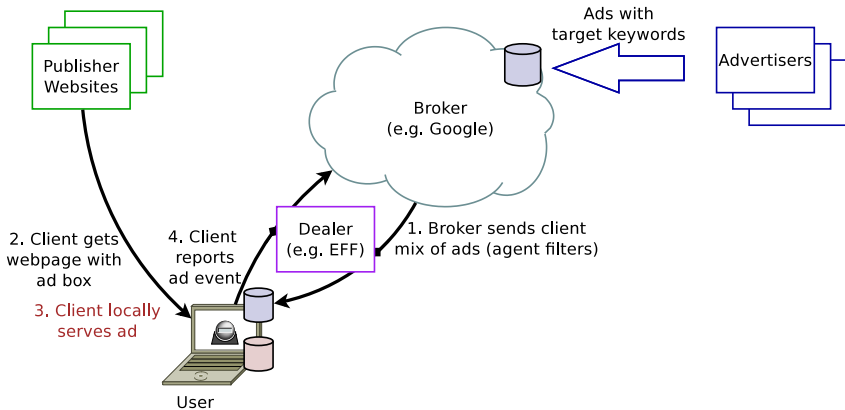 Ads with
target keywords
Publisher
Websites
Advertisers
Broker
(e.g. Google)
Dealer
(e.g. EFF)
1. Broker sends client
mix of ads (agent filters)
2. Client gets
webpage with
ad box
4. Client
reports
ad event
3. Client locally
serves ad
User